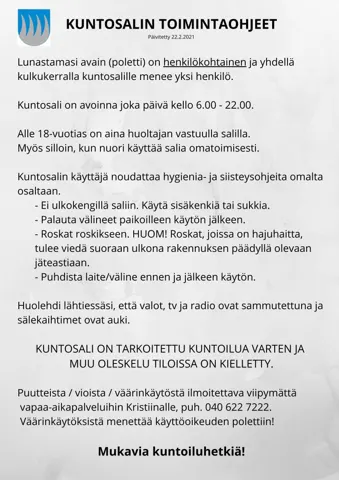 KUNTOSALIN TOIMINTAOHJEET
Päivitetty 22.2.2021
Lunastamasi avain (poletti) on henkilökohtainen ja yhdellä
kulkukerralla kuntosalille menee yksi henkilö.
Kuntosali on avoinna joka päivä kello 6.00 - 22.00.
Alle 18-vuotias on aina huoltajan vastuulla salilla.
Myös silloin, kun nuori käyttää salia omatoimisesti.
Kuntosalin käyttäjä noudattaa hygienia- ja siisteysohjeita omalta
osaltaan.
- Ei ulkokengillä saliin. Käytä sisäkenkiä tai sukkia.
- Palauta välineet paikoilleen käytön jälkeen.
- Roskat roskikseen. HUOM! Roskat, joissa on hajuhaitta,
tulee viedä suoraan ulkona rakennuksen päädyllä olevaan
jäteastiaan.
- Puhdista laite/väline ennen ja jälkeen käytön.
Huolehdi lähtiessäsi, että valot, tv ja radio ovat sammutettuna ja
sälekaihtimet ovat auki.
KUNTOSALI ON TARKOITETTU KUNTOILUA VARTEN JA
MUU OLESKELU TILOISSA ON KIELLETTY.
Puutteista / vioista / väärinkäytöstä ilmoitettava viipymättä
vapaa-aikapalveluihin Kristiinalle, puh. 040 622 7222.
Väärinkäytöksistä menettää käyttöoikeuden polettiin!
Mukavia kuntoiluhetkiä!